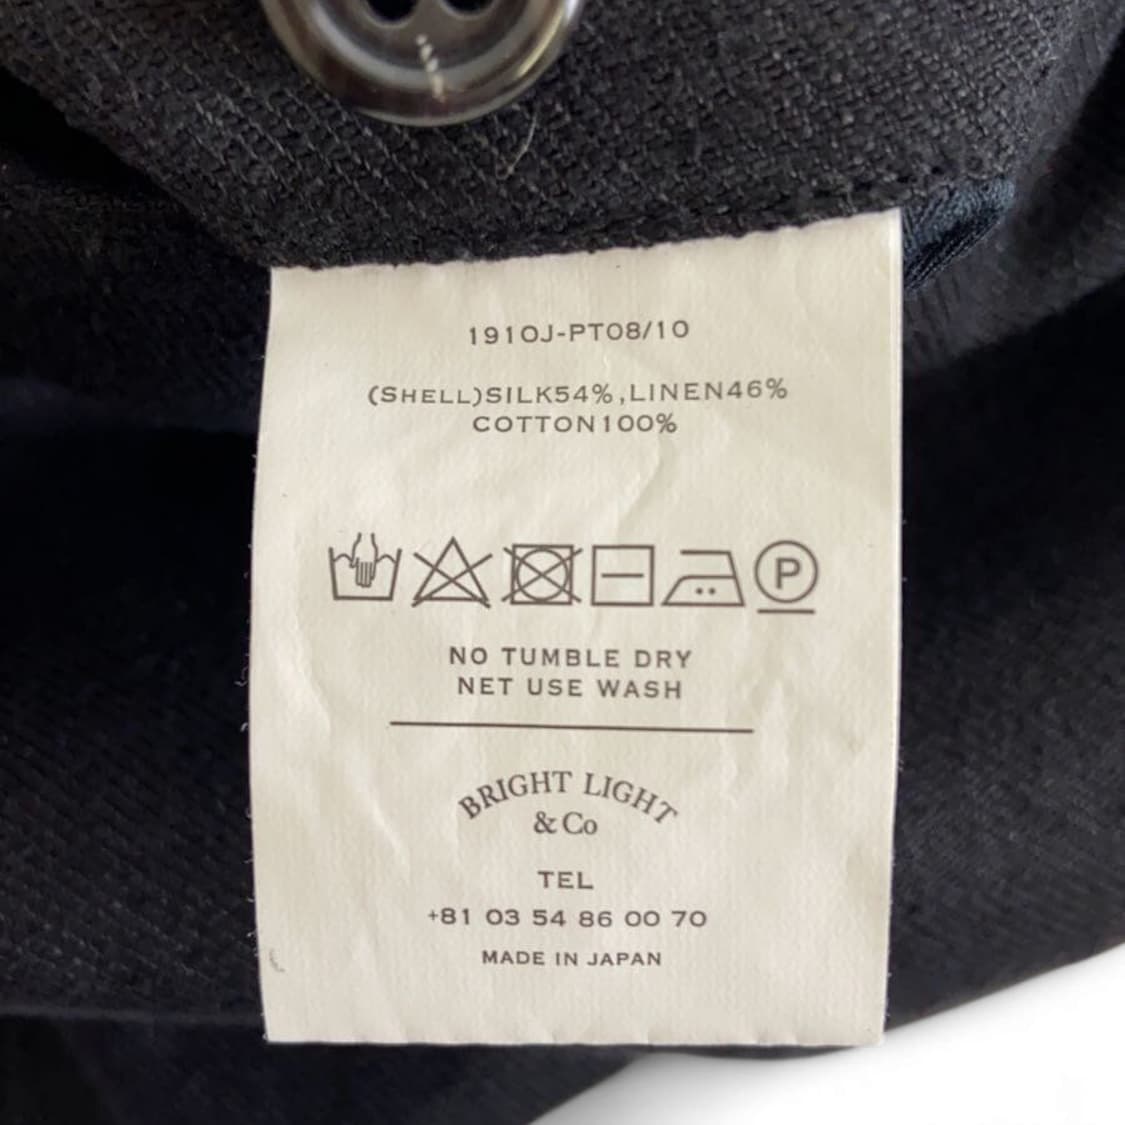 1910J-PT08/10
(SHELL)SILK54%,LINEN46%
COTTON100%
P
NO TUMBLE DRY
NET USE WASH
BRIGHT LIGHT
& Co
TEL
+81 03 54 86 00 70
MADE IN JAPAN